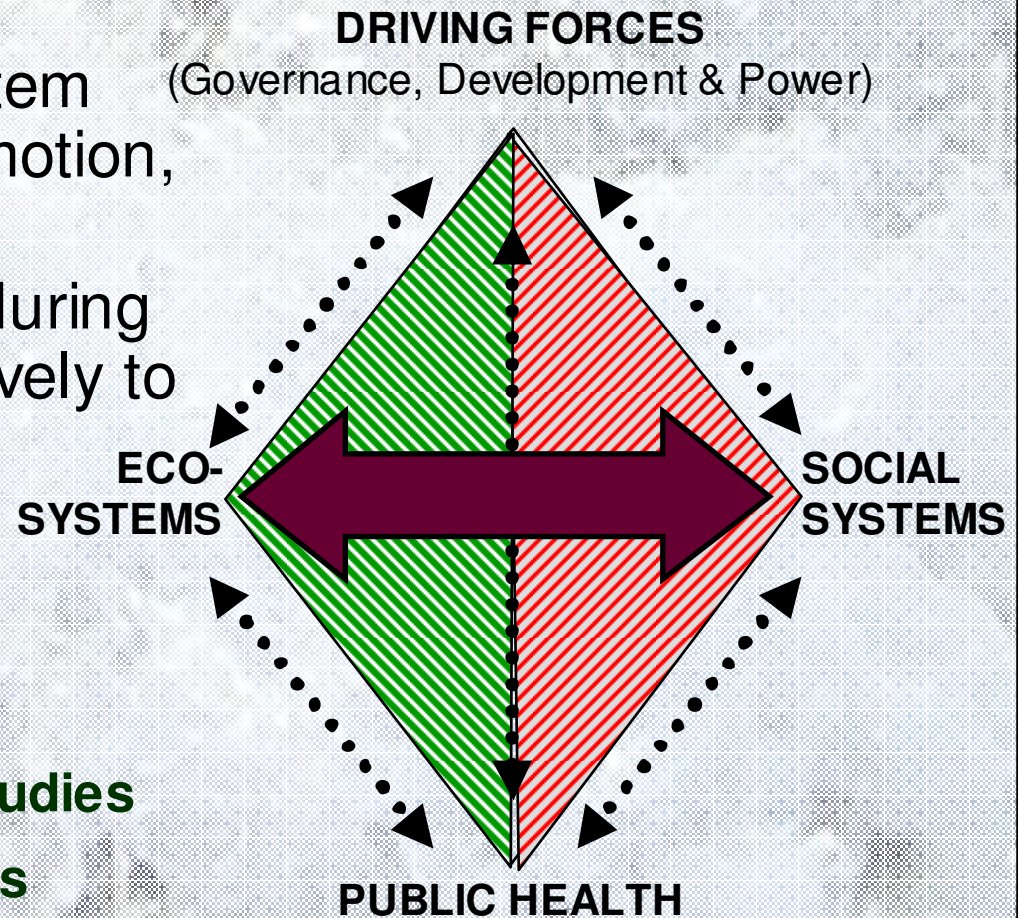 DRIVING FORCES
(Governance, Development & Power)
tem
notion,
during
vely to
ECO-
SYSTEMS
SOCIAL
SYSTEMS
udies
s
PUBLIC HEALTH